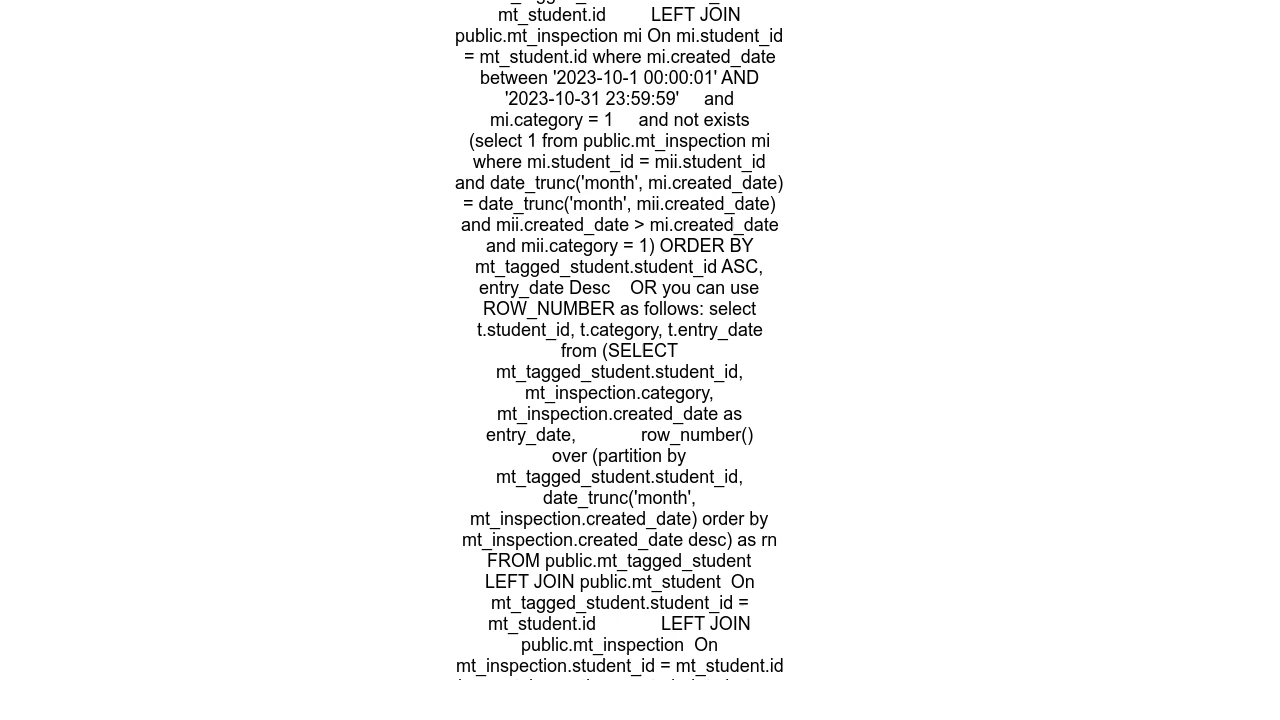 mt_student.id         LEFT JOIN
public.mt_inspection mi On mi.student_id
= mt_student.id where mi.created_date
between '2023-10-1 00:00:01' AND
'2023-10-31 23:59:59'     and
mi.category = 1     and not exists
(select 1 from public.mt_inspection mi
where mi.student_id = mii.student_id
and date_trunc('month', mi.created_date)
= date_trunc('month', mii.created_date)
and mii.created_date > mi.created_date
and mii.category = 1) ORDER BY
mt_tagged_student.student_id ASC,
entry_date Desc    OR you can use
ROW_NUMBER as follows: select
t.student_id, t.category, t.entry_date
from (SELECT
mt_tagged_student.student_id,
mt_inspection.category,
mt_inspection.created_date as
entry_date,             row_number()
over (partition by
mt_tagged_student.student_id,
date_trunc('month',
mt_inspection.created_date) order by
mt_inspection.created_date desc) as rn
FROM public.mt_tagged_student
LEFT JOIN public.mt_student  On
mt_tagged_student.student_id =
mt_student.id             LEFT JOIN
public.mt_inspection  On
mt_inspection.student_id = mt_student.id